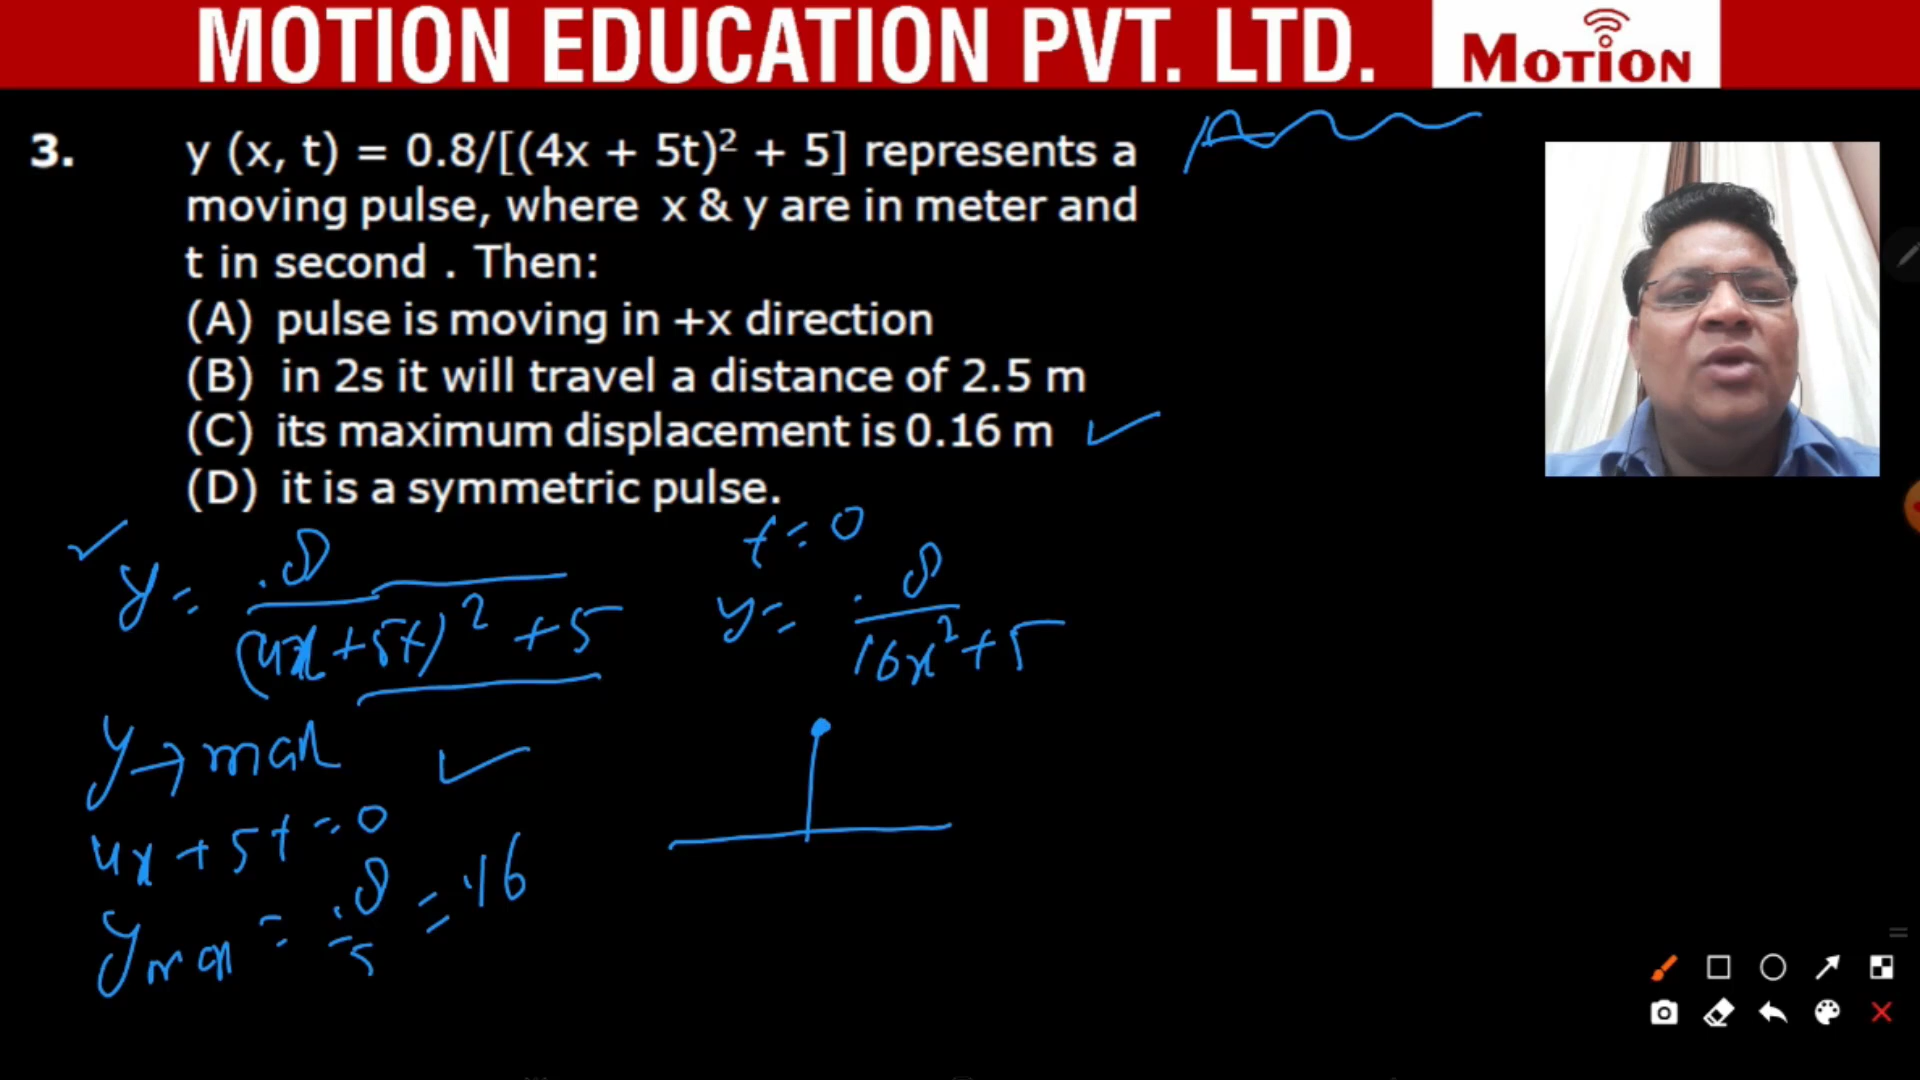 MOTION EDUCATION PVT. LTD.
MOTION
3. y (x, t) = 0.8/[(4x + 5t)² + 5] represents a
moving pulse, where x & y are in meter and
t in second . Then:
(A) pulse is moving in +x direction
(B) in 2s it will travel a distance of 2.5 m
(C) its maximum displacement is 0.16 m ✓
(D) it is a symmetric pulse.
✓ y = .8/(4x+5t)² + 5
t = 0
y = .8/16x² + 5
y → max ✓
4x + 5t = 0
y max = .8/5 = .16